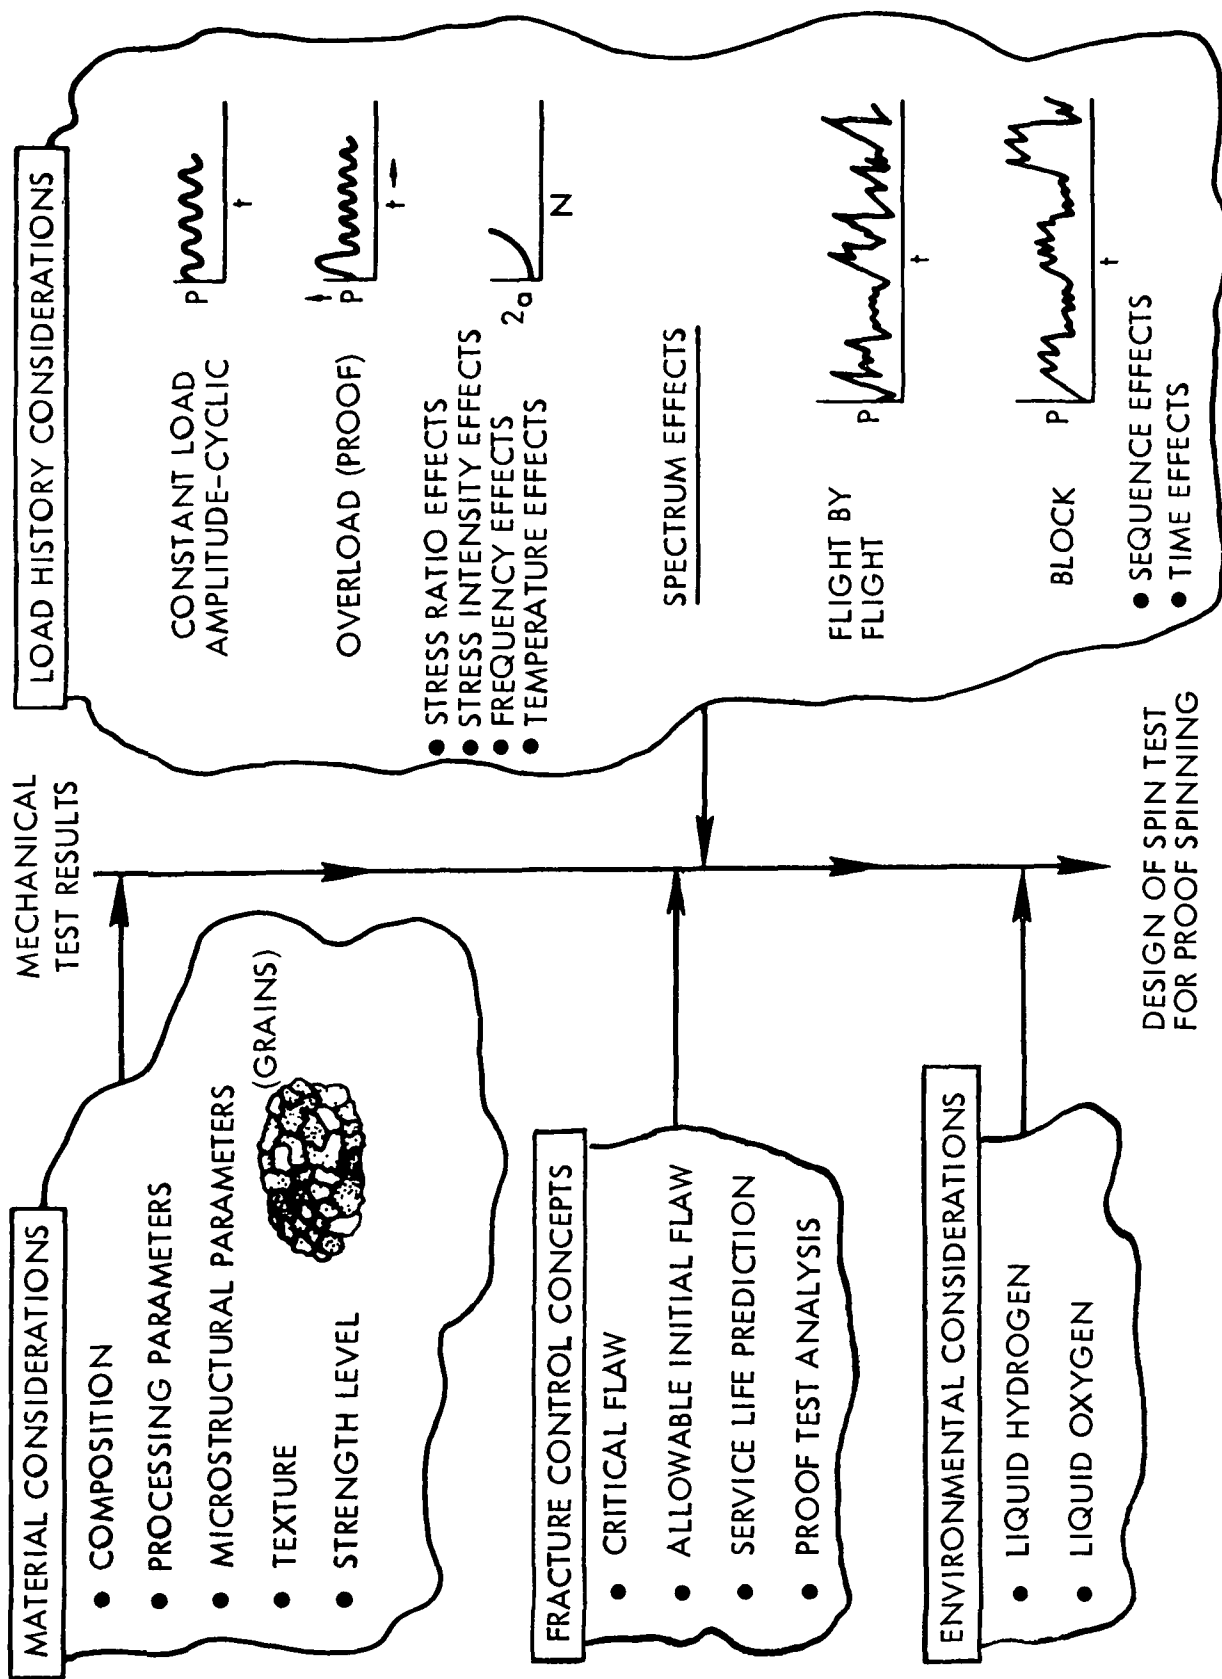 MATERIAL CONSIDERATIONS
● COMPOSITION
● PROCESSING PARAMETERS
● MICROSTRUCTURAL PARAMETERS
(GRAINS)
● TEXTURE
● STRENGTH LEVEL
FRACTURE CONTROL CONCEPTS
● CRITICAL FLAW
● ALLOWABLE INITIAL FLAW
● SERVICE LIFE PREDICTION
● PROOF TEST ANALYSIS
ENVIRONMENTAL CONSIDERATIONS
● LIQUID HYDROGEN
● LIQUID OXYGEN
MECHANICAL
TEST RESULTS
DESIGN OF SPIN TEST
FOR PROOF SPINNING
LOAD HISTORY CONSIDERATIONS
CONSTANT LOAD
AMPLITUDE-CYCLIC
P
t
OVERLOAD (PROOF)
P
t
● STRESS RATIO EFFECTS
● STRESS INTENSITY EFFECTS
● FREQUENCY EFFECTS
● TEMPERATURE EFFECTS
2a
N
SPECTRUM EFFECTS
FLIGHT BY
FLIGHT
P
t
BLOCK
P
t
● SEQUENCE EFFECTS
● TIME EFFECTS